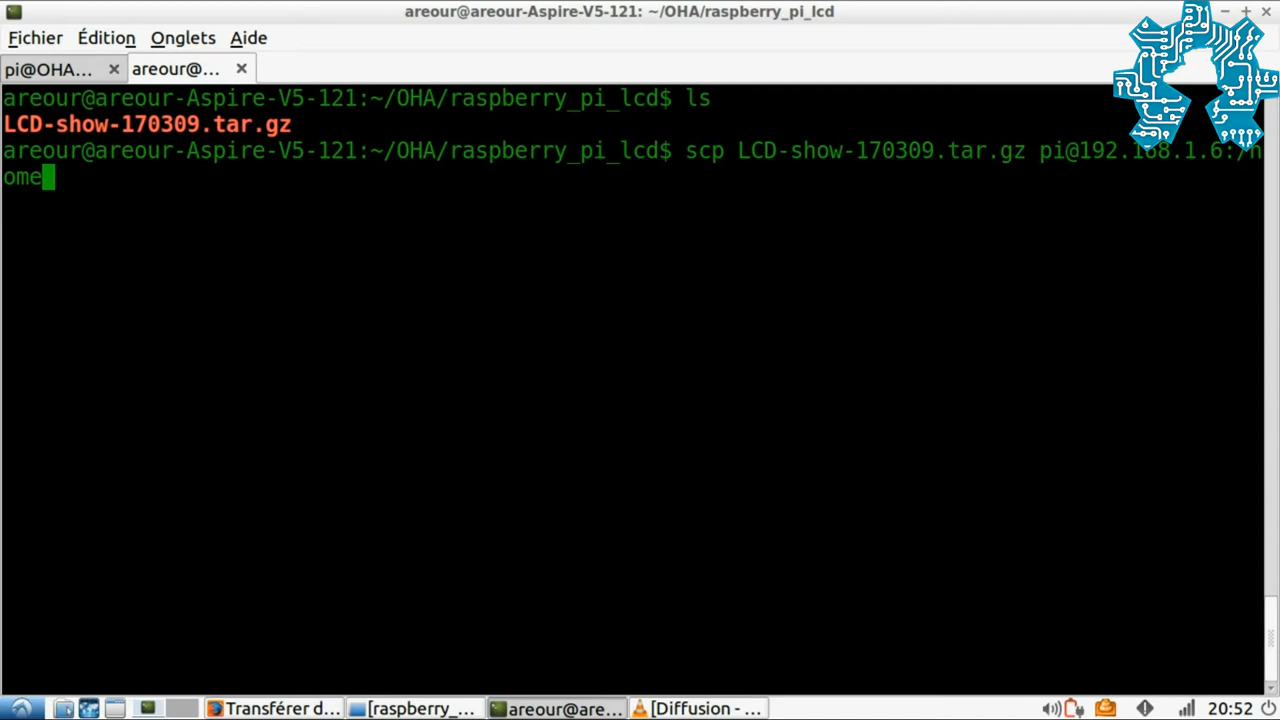 areour@areour-Aspire-V5-121: ~/OHA/raspberry_pi_lcd
Fichier Édition Onglets Aide
pi@OHA... areour@...
areour@areour-Aspire-V5-121:~/OHA/raspberry_pi_lcd$ ls
LCD-show-170309.tar.gz
areour@areour-Aspire-V5-121:~/OHA/raspberry_pi_lcd$ scp LCD-show-170309.tar.gz pi@192.168.1.6:/h
ome
Transférer d... [raspberry_... areour@are... [Diffusion - ... 20:52